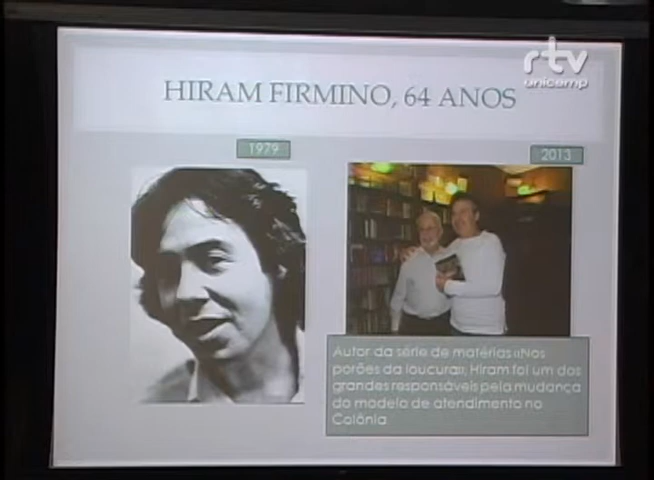 rtv
unicamp
HIRAM FIRMINO, 64 ANOS
1979
2013
Autor da série de matérias «Nos
porões da loucura», Hiram foi um dos
grandes responsáveis pela mudança
do modelo de atendimento no
Colônia